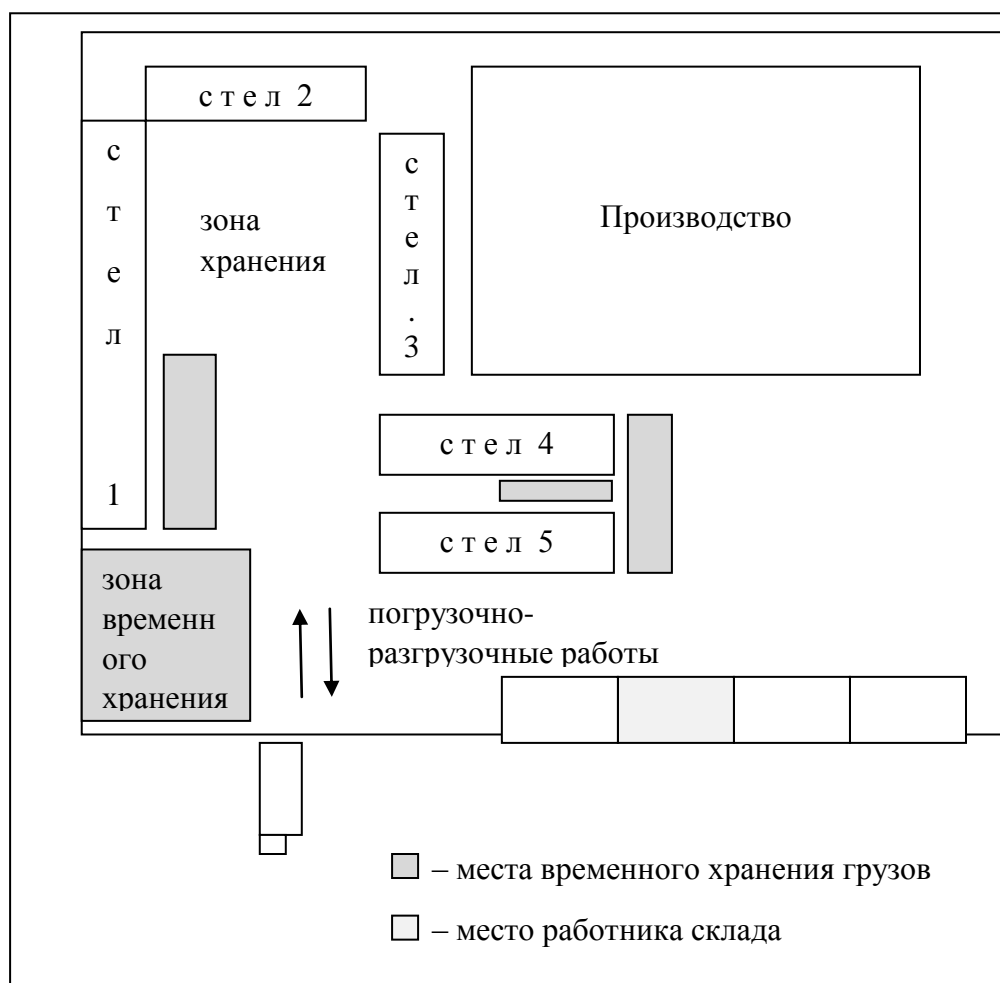 с т е л 2
с т е л 1
зона
хранения
с т е л . 3
Производство
с т е л 4
с т е л 5
зона
временн
ого
хранения
погрузочно-
разгрузочные работы
– места временного хранения грузов
– место работника склада